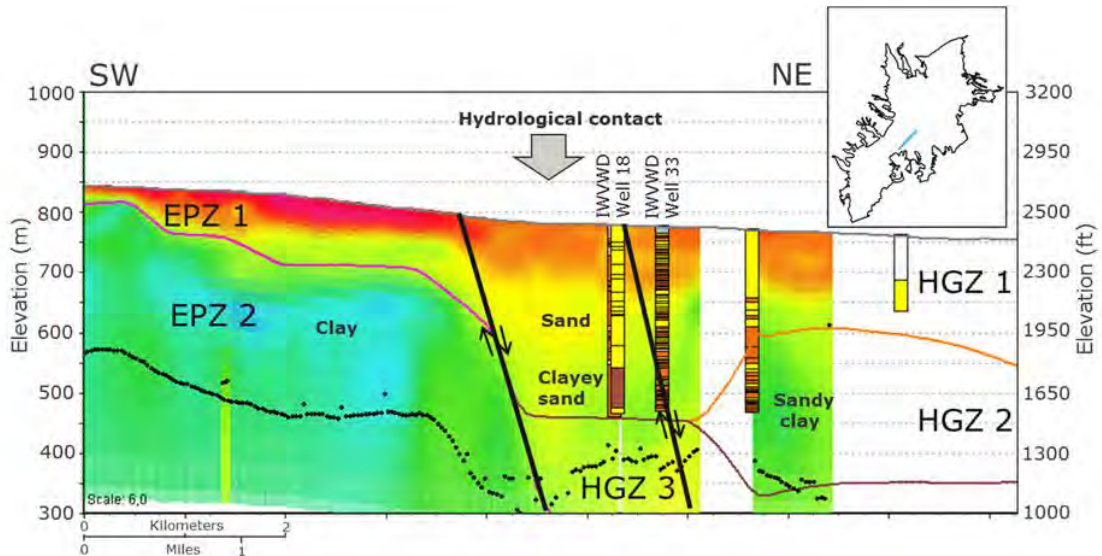 SW
NE
Hydrological contact
IWVWD
Well 18
IWVWD
Well 33
Elevation (m)
1000
900
800
700
600
500
400
300
3200
2950
2500
2300
1950
1650
1500
1300
1000
Elevation (ft)
EPZ 1
EPZ 2
Clay
Sand
Clayey
sand
Sandy
clay
HGZ 1
HGZ 2
HGZ 3
Scale: 6,0
0
Kilometers
2
0
Miles
1
2